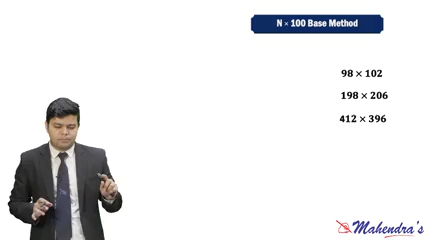 N × 100 Base Method
98 × 102
198 × 206
412 × 396
Mahendra's